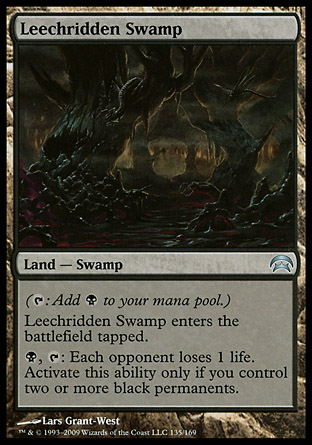 Leechridden Swamp
Land — Swamp
(: Add to your mana pool.)
Leechridden Swamp enters the
battlefield tapped.
, : Each opponent loses 1 life.
Activate this ability only if you control
two or more black permanents.
Lars Grant-West
™ & © 1993–2009 Wizards of the Coast LLC 135/169